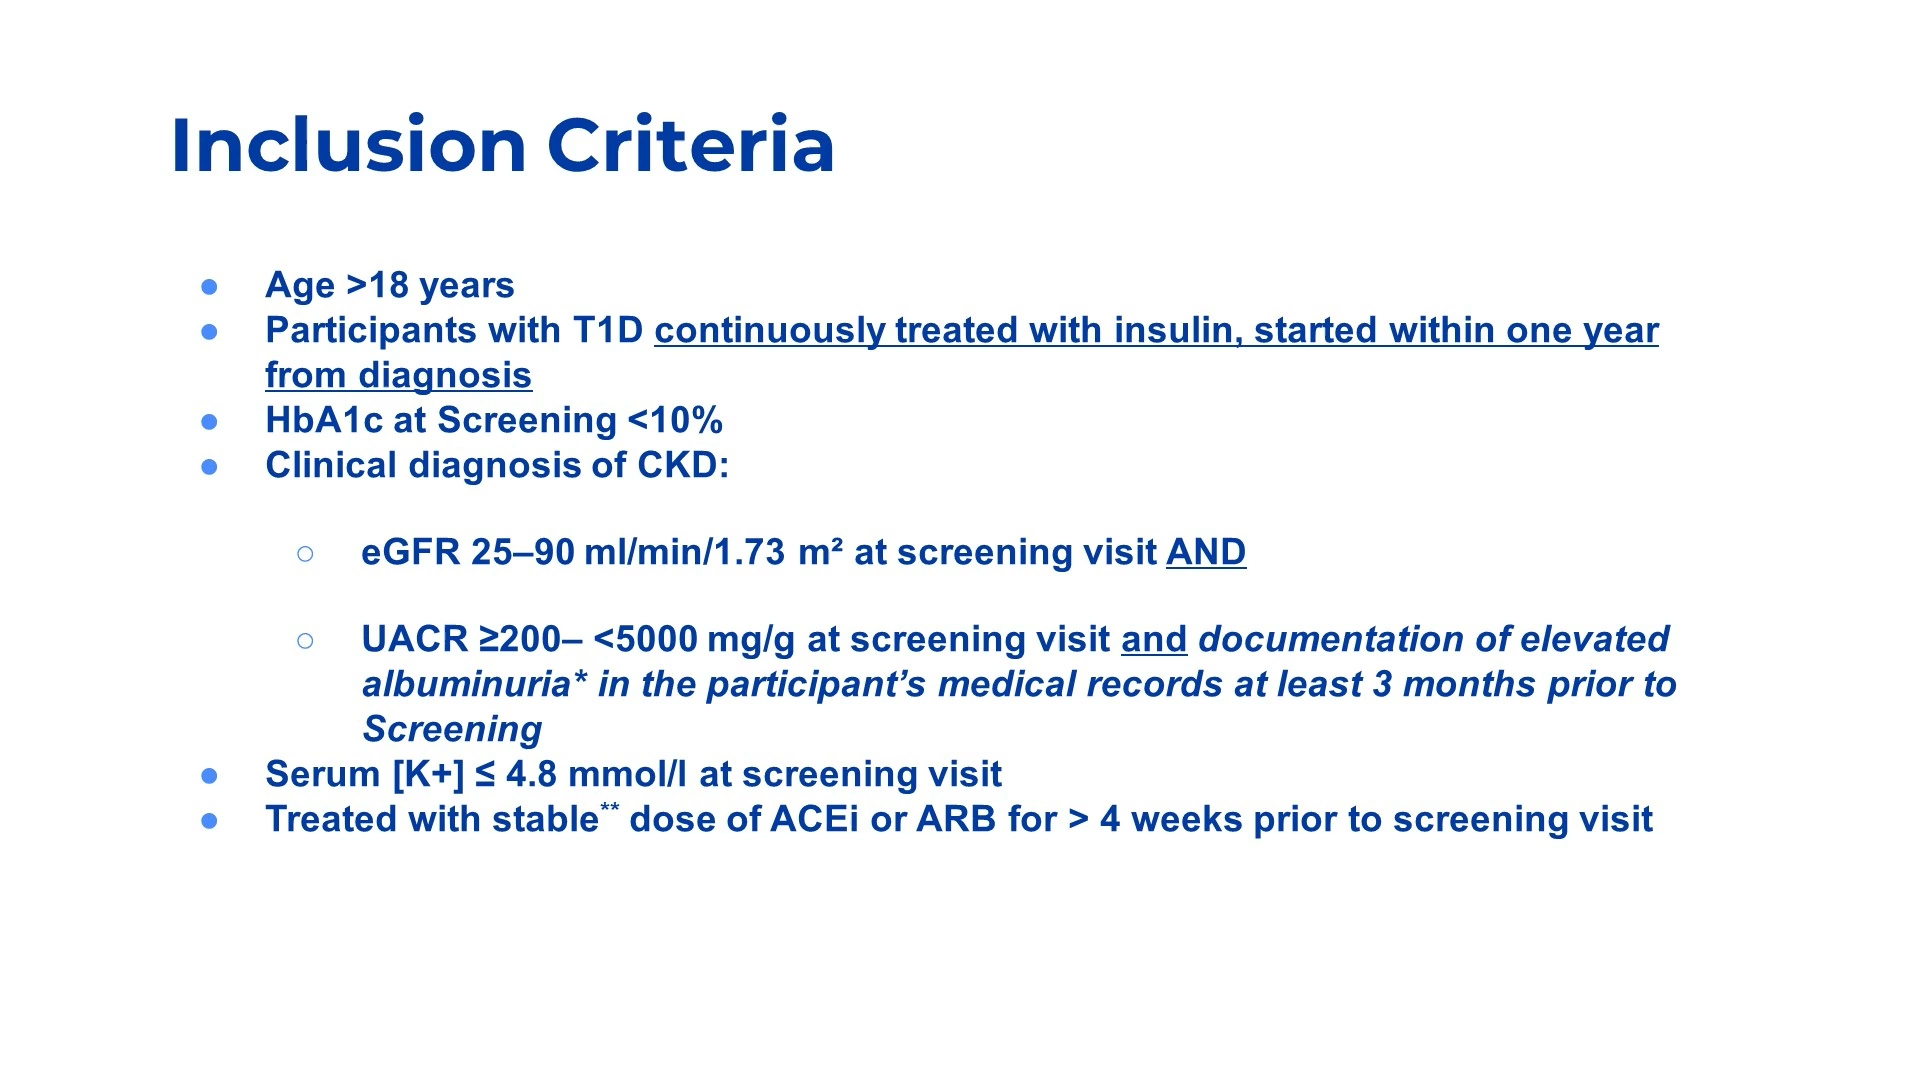 Inclusion Criteria
● Age >18 years
● Participants with T1D continuously treated with insulin, started within one year
from diagnosis
● HbA1c at Screening <10%
● Clinical diagnosis of CKD:
○ eGFR 25–90 ml/min/1.73 m² at screening visit AND
○ UACR ≥200– <5000 mg/g at screening visit and documentation of elevated
albuminuria* in the participant’s medical records at least 3 months prior to
Screening
● Serum [K+] ≤ 4.8 mmol/l at screening visit
● Treated with stable** dose of ACEi or ARB for > 4 weeks prior to screening visit